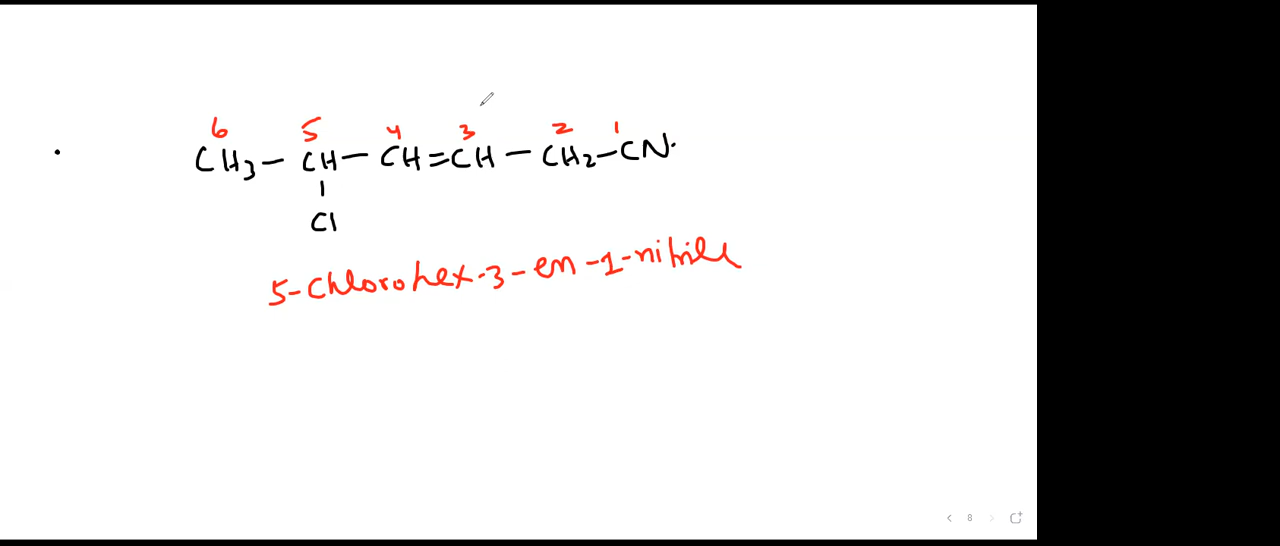 6 5 4 3 2 1
CH3 - CH - CH = CH - CH2 - CN.
Cl
5-chlorohex-3-en-1-nitrile
8